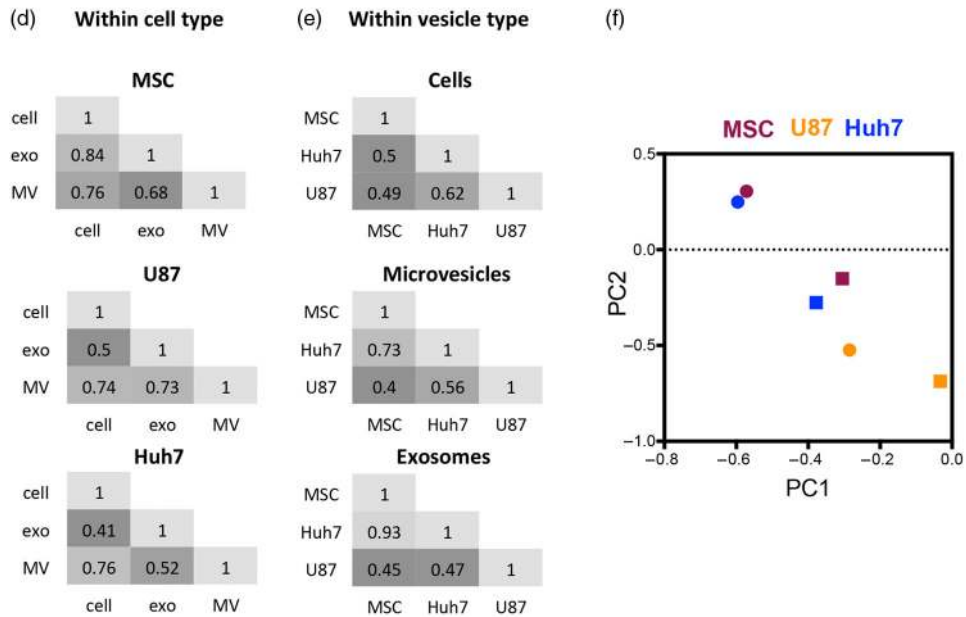 (d) Within cell type
MSC
cell 1
exo 0.84 1
MV 0.76 0.68 1
cell exo MV
U87
cell 1
exo 0.5 1
MV 0.74 0.73 1
cell exo MV
Huh7
cell 1
exo 0.41 1
MV 0.76 0.52 1
cell exo MV
(e) Within vesicle type
Cells
MSC 1
Huh7 0.5 1
U87 0.49 0.62 1
MSC Huh7 U87
Microvesicles
MSC 1
Huh7 0.73 1
U87 0.4 0.56 1
MSC Huh7 U87
Exosomes
MSC 1
Huh7 0.93 1
U87 0.45 0.47 1
MSC Huh7 U87
(f)
MSC U87 Huh7
0.5
0.0
–0.5
–1.0
PC2
–0.8 –0.6 –0.4 –0.2 0.0
PC1